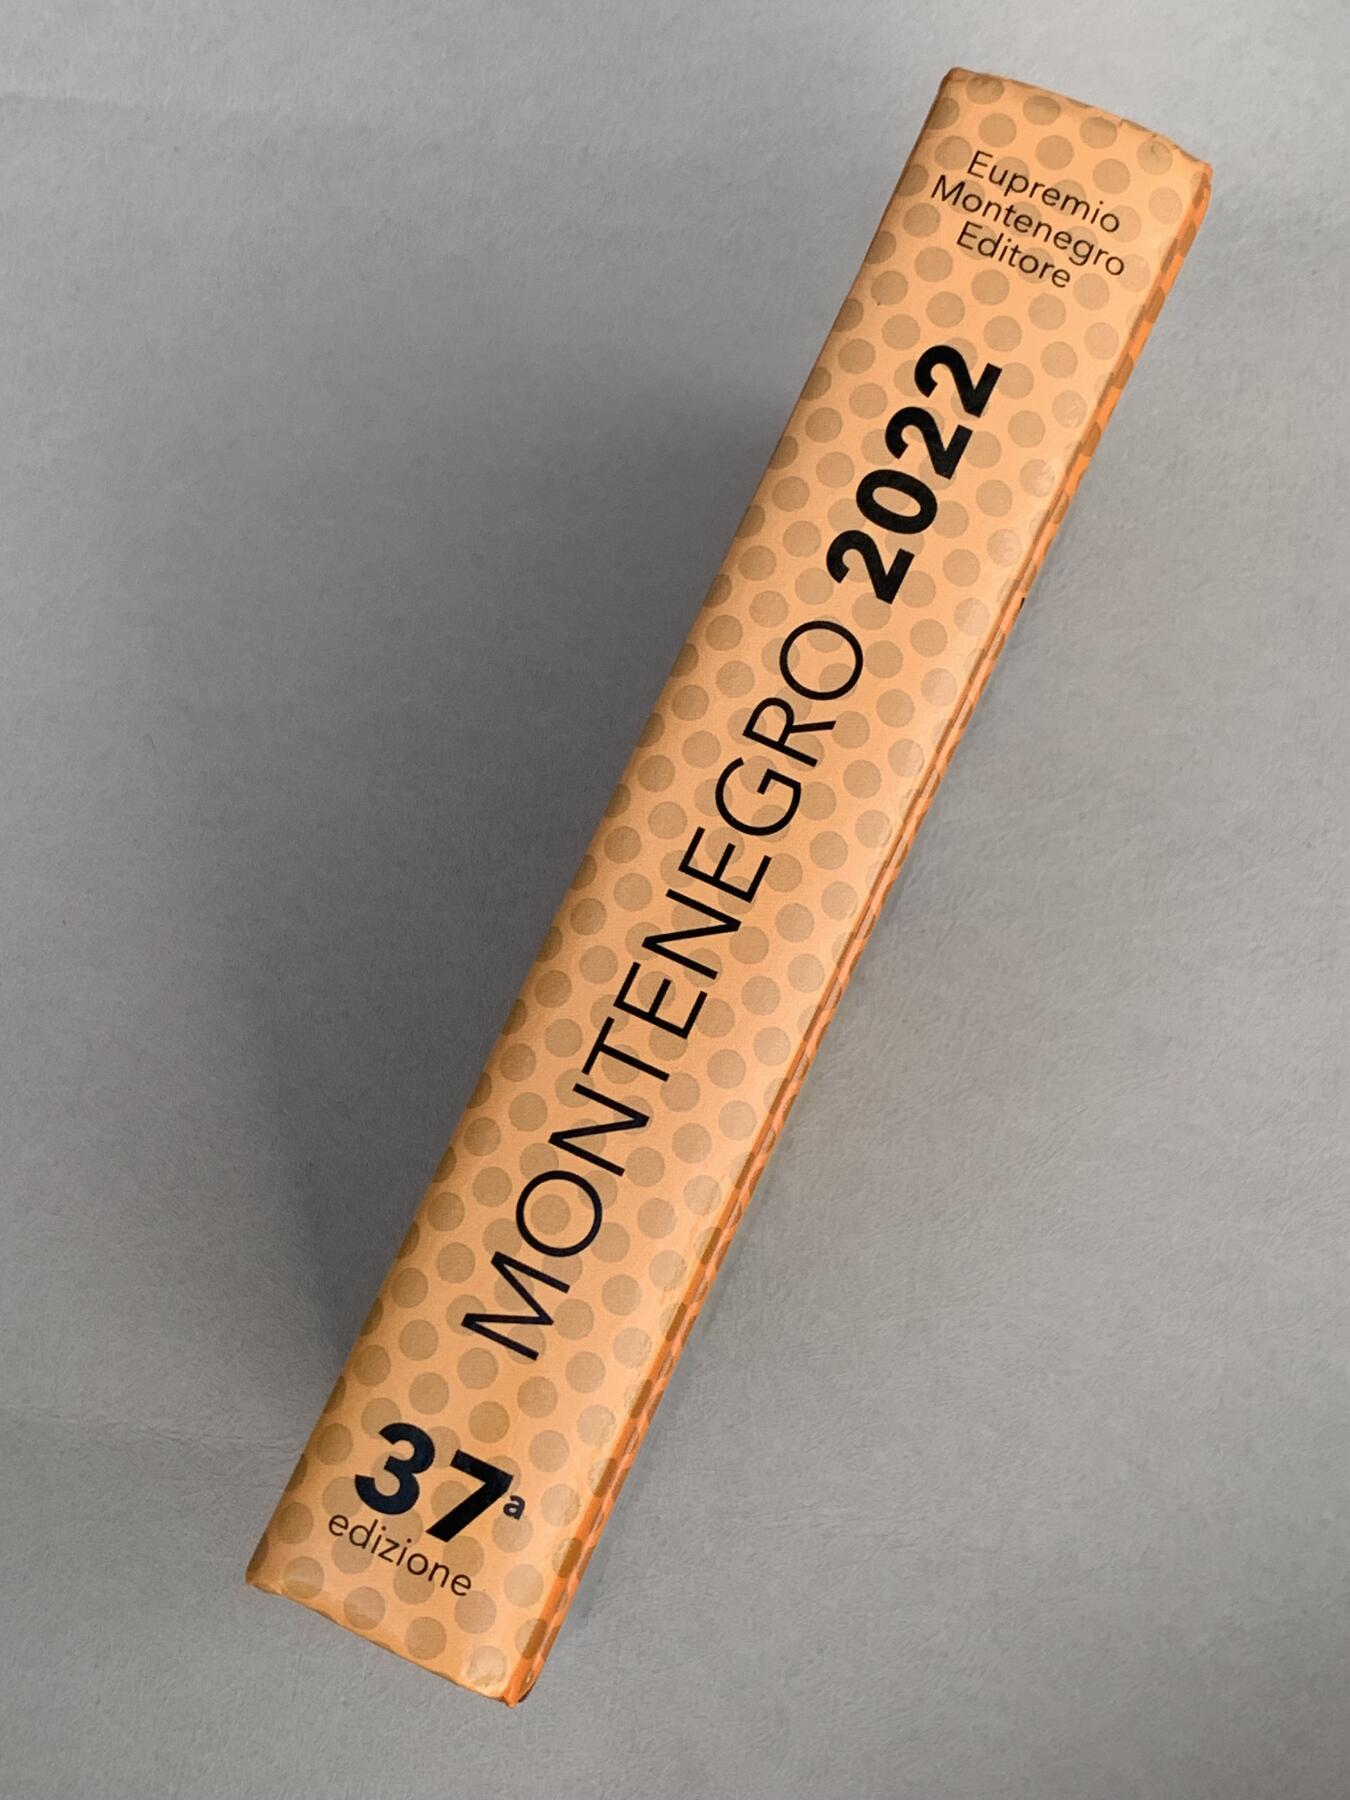 Eupremio
Montenegro
Editore
MONTENEGRO 2022
37ª
edizione